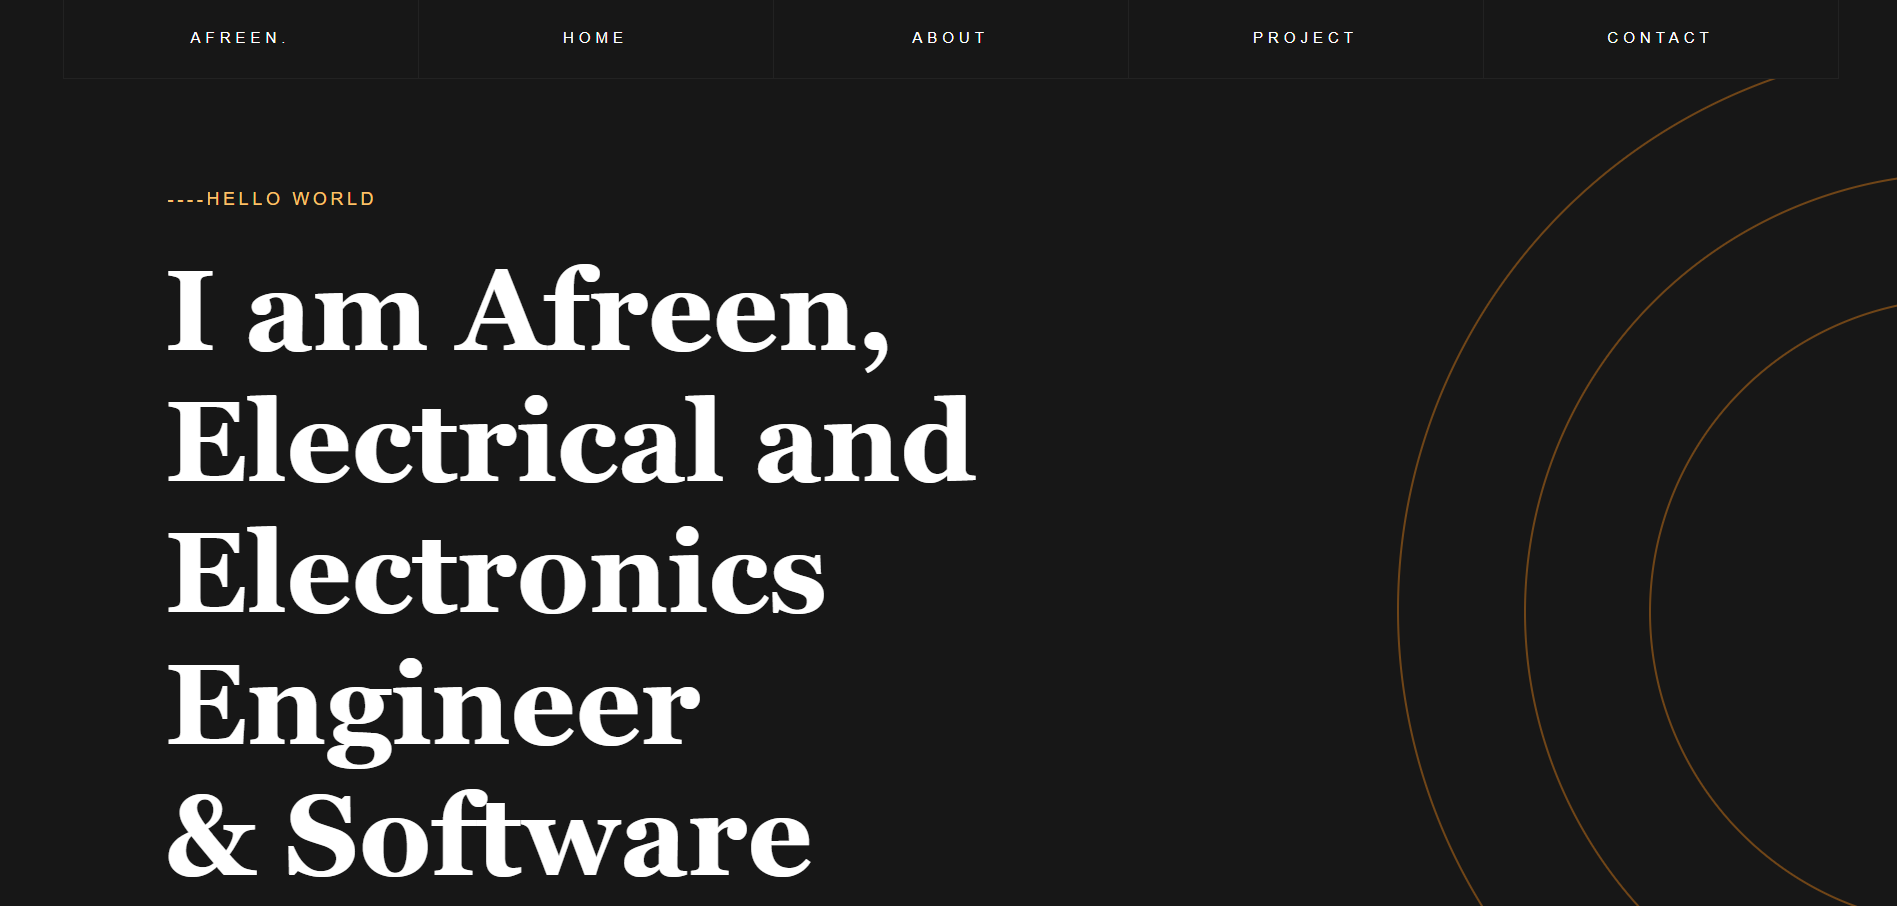 AFREEN. HOME ABOUT PROJECT CONTACT
----HELLO WORLD
I am Afreen,
Electrical and
Electronics
Engineer
& Software